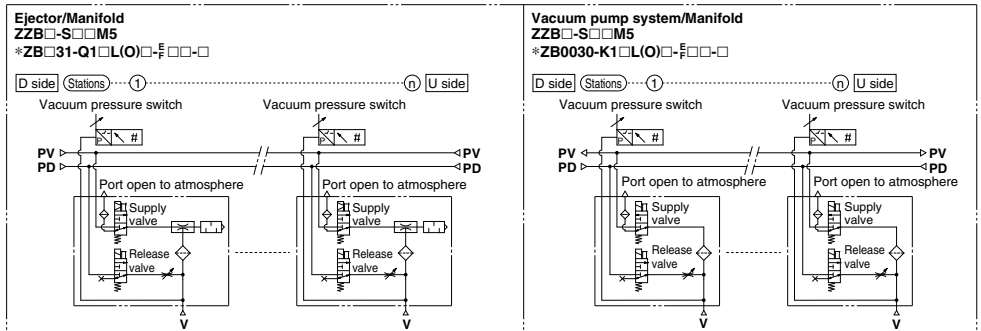 Ejector/Manifold
ZZB□-S□□M5
*ZB□31-Q1□L(O)□-E/F□□-□
D side Stations 1 n U side
Vacuum pressure switch Vacuum pressure switch
P # P #
PV PV
PD PD
Port open to atmosphere Port open to atmosphere
Supply valve Supply valve
Release valve Release valve
V V
Vacuum pump system/Manifold
ZZB□-S□□M5
*ZB0030-K1□L(O)□-E/F□□-□
D side Stations 1 n U side
Vacuum pressure switch Vacuum pressure switch
P # P #
PV PV
PD PD
Port open to atmosphere Port open to atmosphere
Supply valve Supply valve
Release valve Release valve
V V